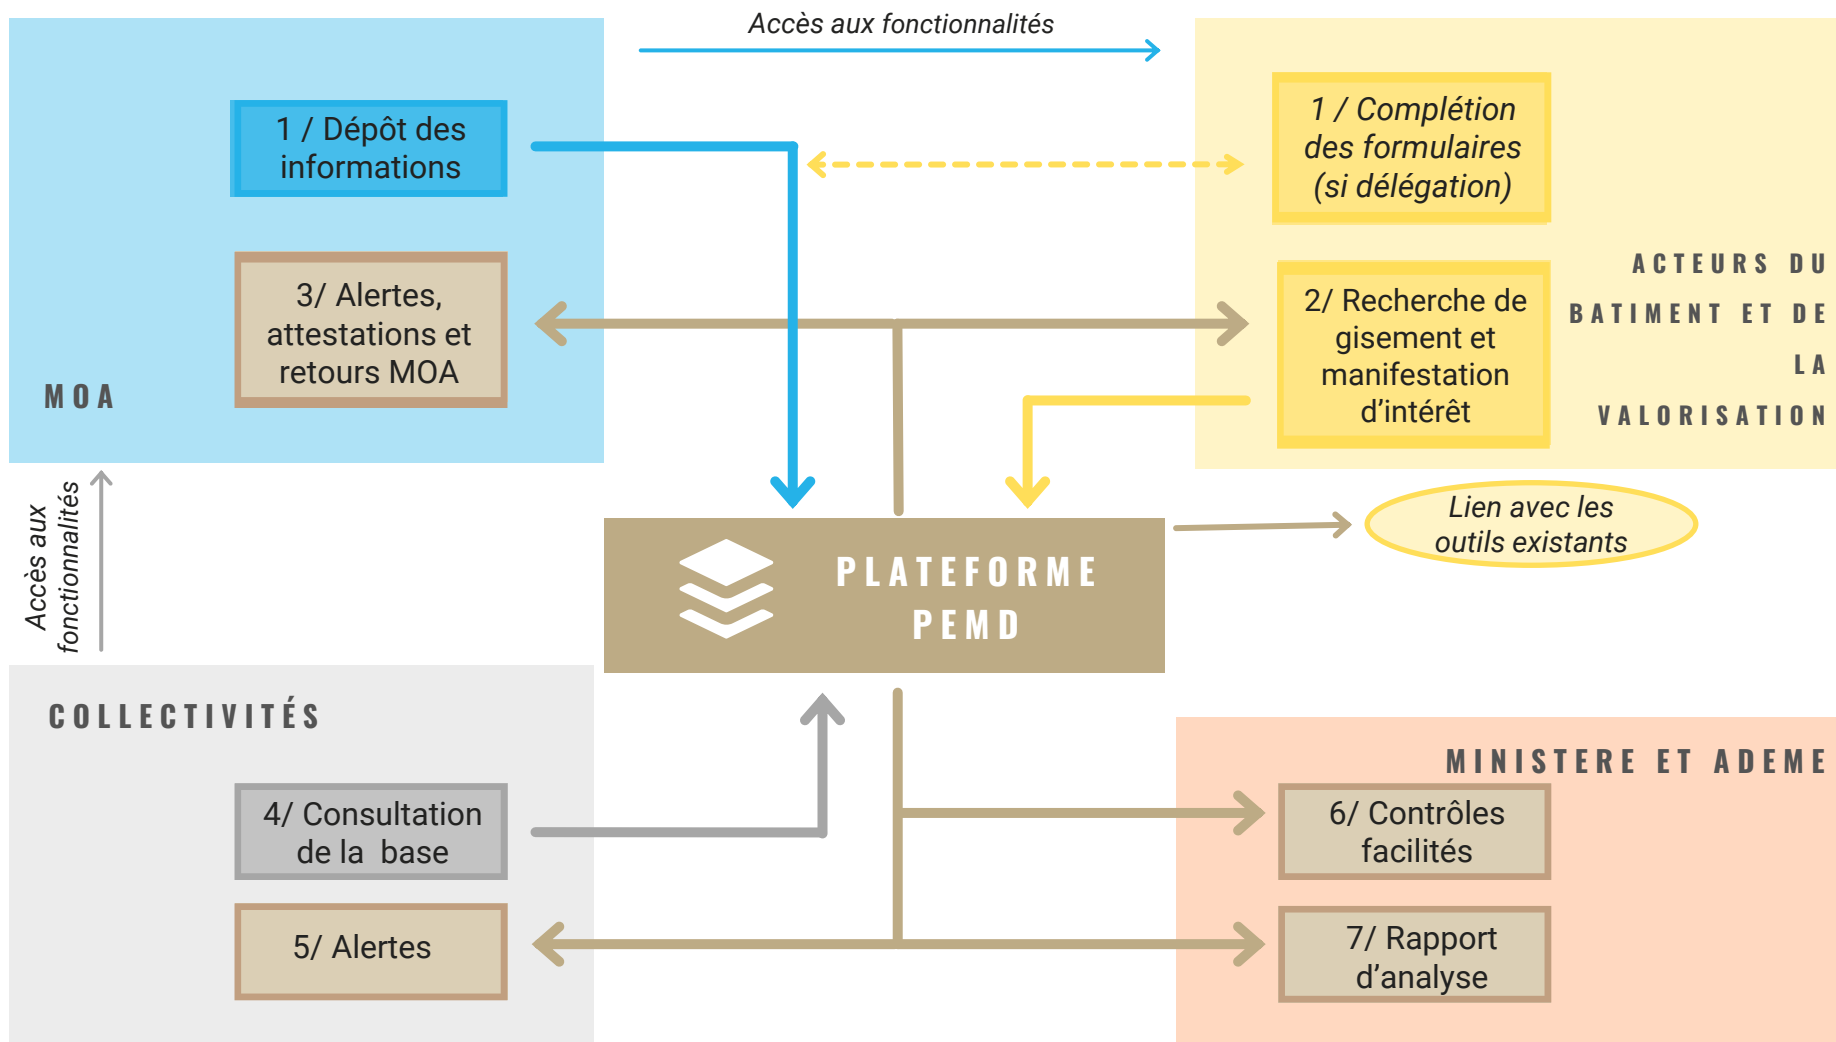 Accès aux fonctionnalités
1 / Dépôt des
informations
3/ Alertes,
attestations et
retours MOA
MOA
1 / Complétion
des formulaires
(si délégation)
2/ Recherche de
gisement et
manifestation
d’intérêt
ACTEURS DU
BATIMENT ET DE
LA
VALORISATION
Accès aux
fonctionnalités
Lien avec les
outils existants
PLATEFORME
PEMD
COLLECTIVITÉS
4/ Consultation
de la base
5/ Alertes
MINISTERE ET ADEME
6/ Contrôles
facilités
7/ Rapport
d’analyse